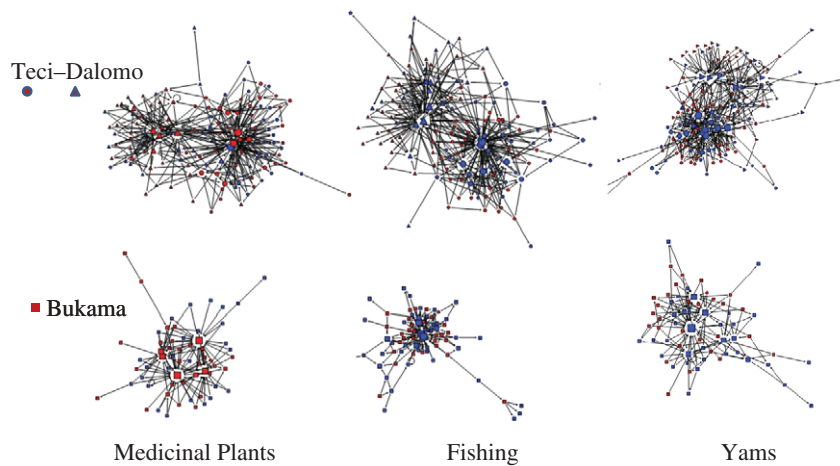 Teci–Dalomo
Bukama
Medicinal Plants
Fishing
Yams